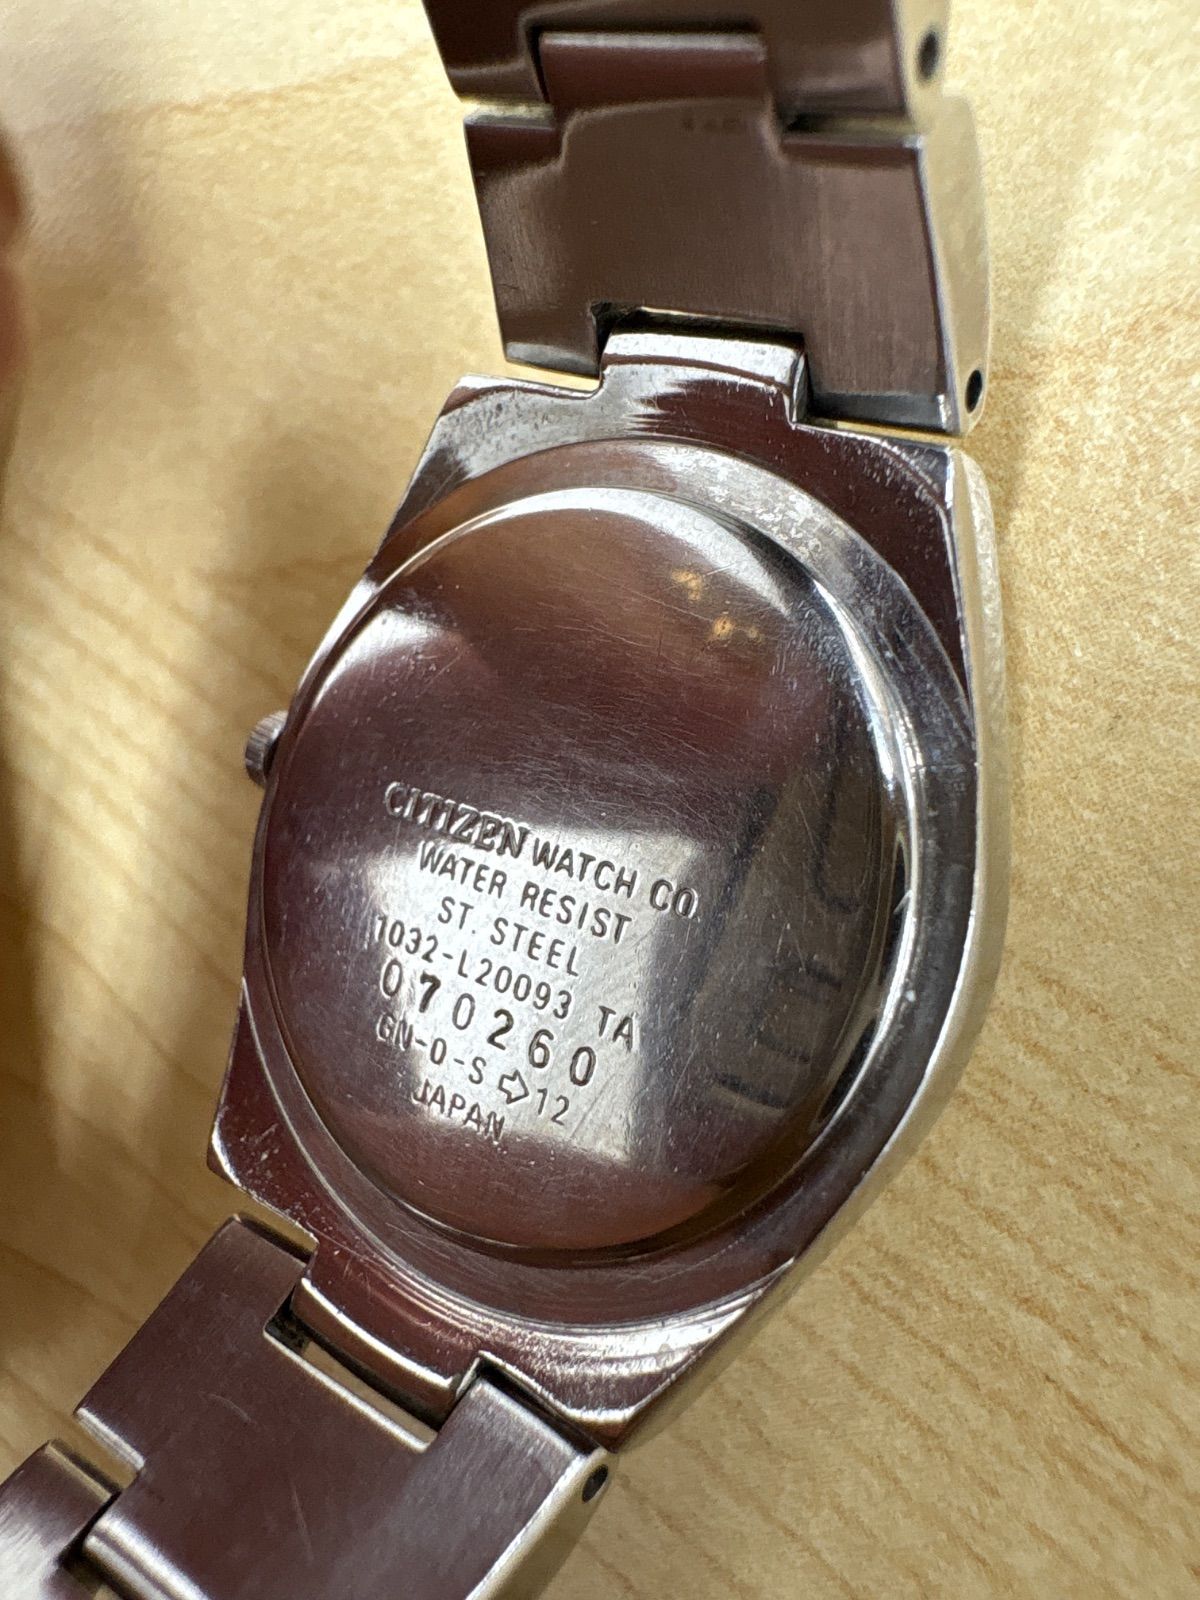 CITIZEN WATCH CO.
WATER RESIST
ST. STEEL
1032-L20093 TA
070260
GN-0-S ⇨ 12
JAPAN